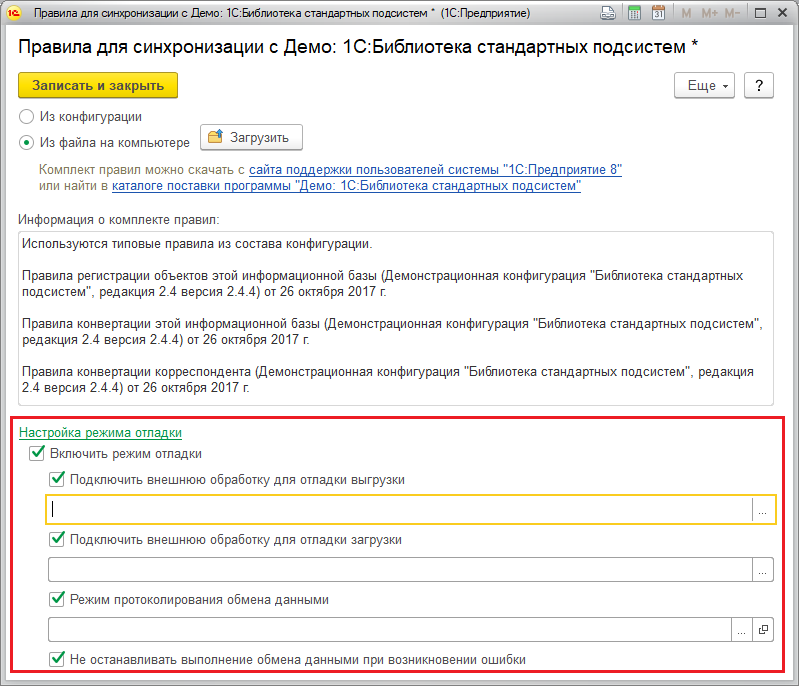 Правила для синхронизации с Демо: 1С:Библиотека стандартных подсистем * (1С:Предприятие)
M M+ M-
Правила для синхронизации с Демо: 1С:Библиотека стандартных подсистем *
Записать и закрыть
Еще
?
Из конфигурации
Из файла на компьютере
Загрузить
Комплект правил можно скачать с сайта поддержки пользователей системы "1С:Предприятие 8"
или найти в каталоге поставки программы "Демо: 1С:Библиотека стандартных подсистем"
Информация о комплекте правил:
Используются типовые правила из состава конфигурации.
Правила регистрации объектов этой информационной базы (Демонстрационная конфигурация "Библиотека стандартных
подсистем", редакция 2.4 версия 2.4.4) от 26 октября 2017 г.
Правила конвертации этой информационной базы (Демонстрационная конфигурация "Библиотека стандартных подсистем",
редакция 2.4 версия 2.4.4) от 26 октября 2017 г.
Правила конвертации корреспондента (Демонстрационная конфигурация "Библиотека стандартных подсистем", редакция
2.4 версия 2.4.4) от 26 октября 2017 г.
Настройка режима отладки
Включить режим отладки
Подключить внешнюю обработку для отладки выгрузки
...
Подключить внешнюю обработку для отладки загрузки
...
Режим протоколирования обмена данными
...
Не останавливать выполнение обмена данными при возникновении ошибки